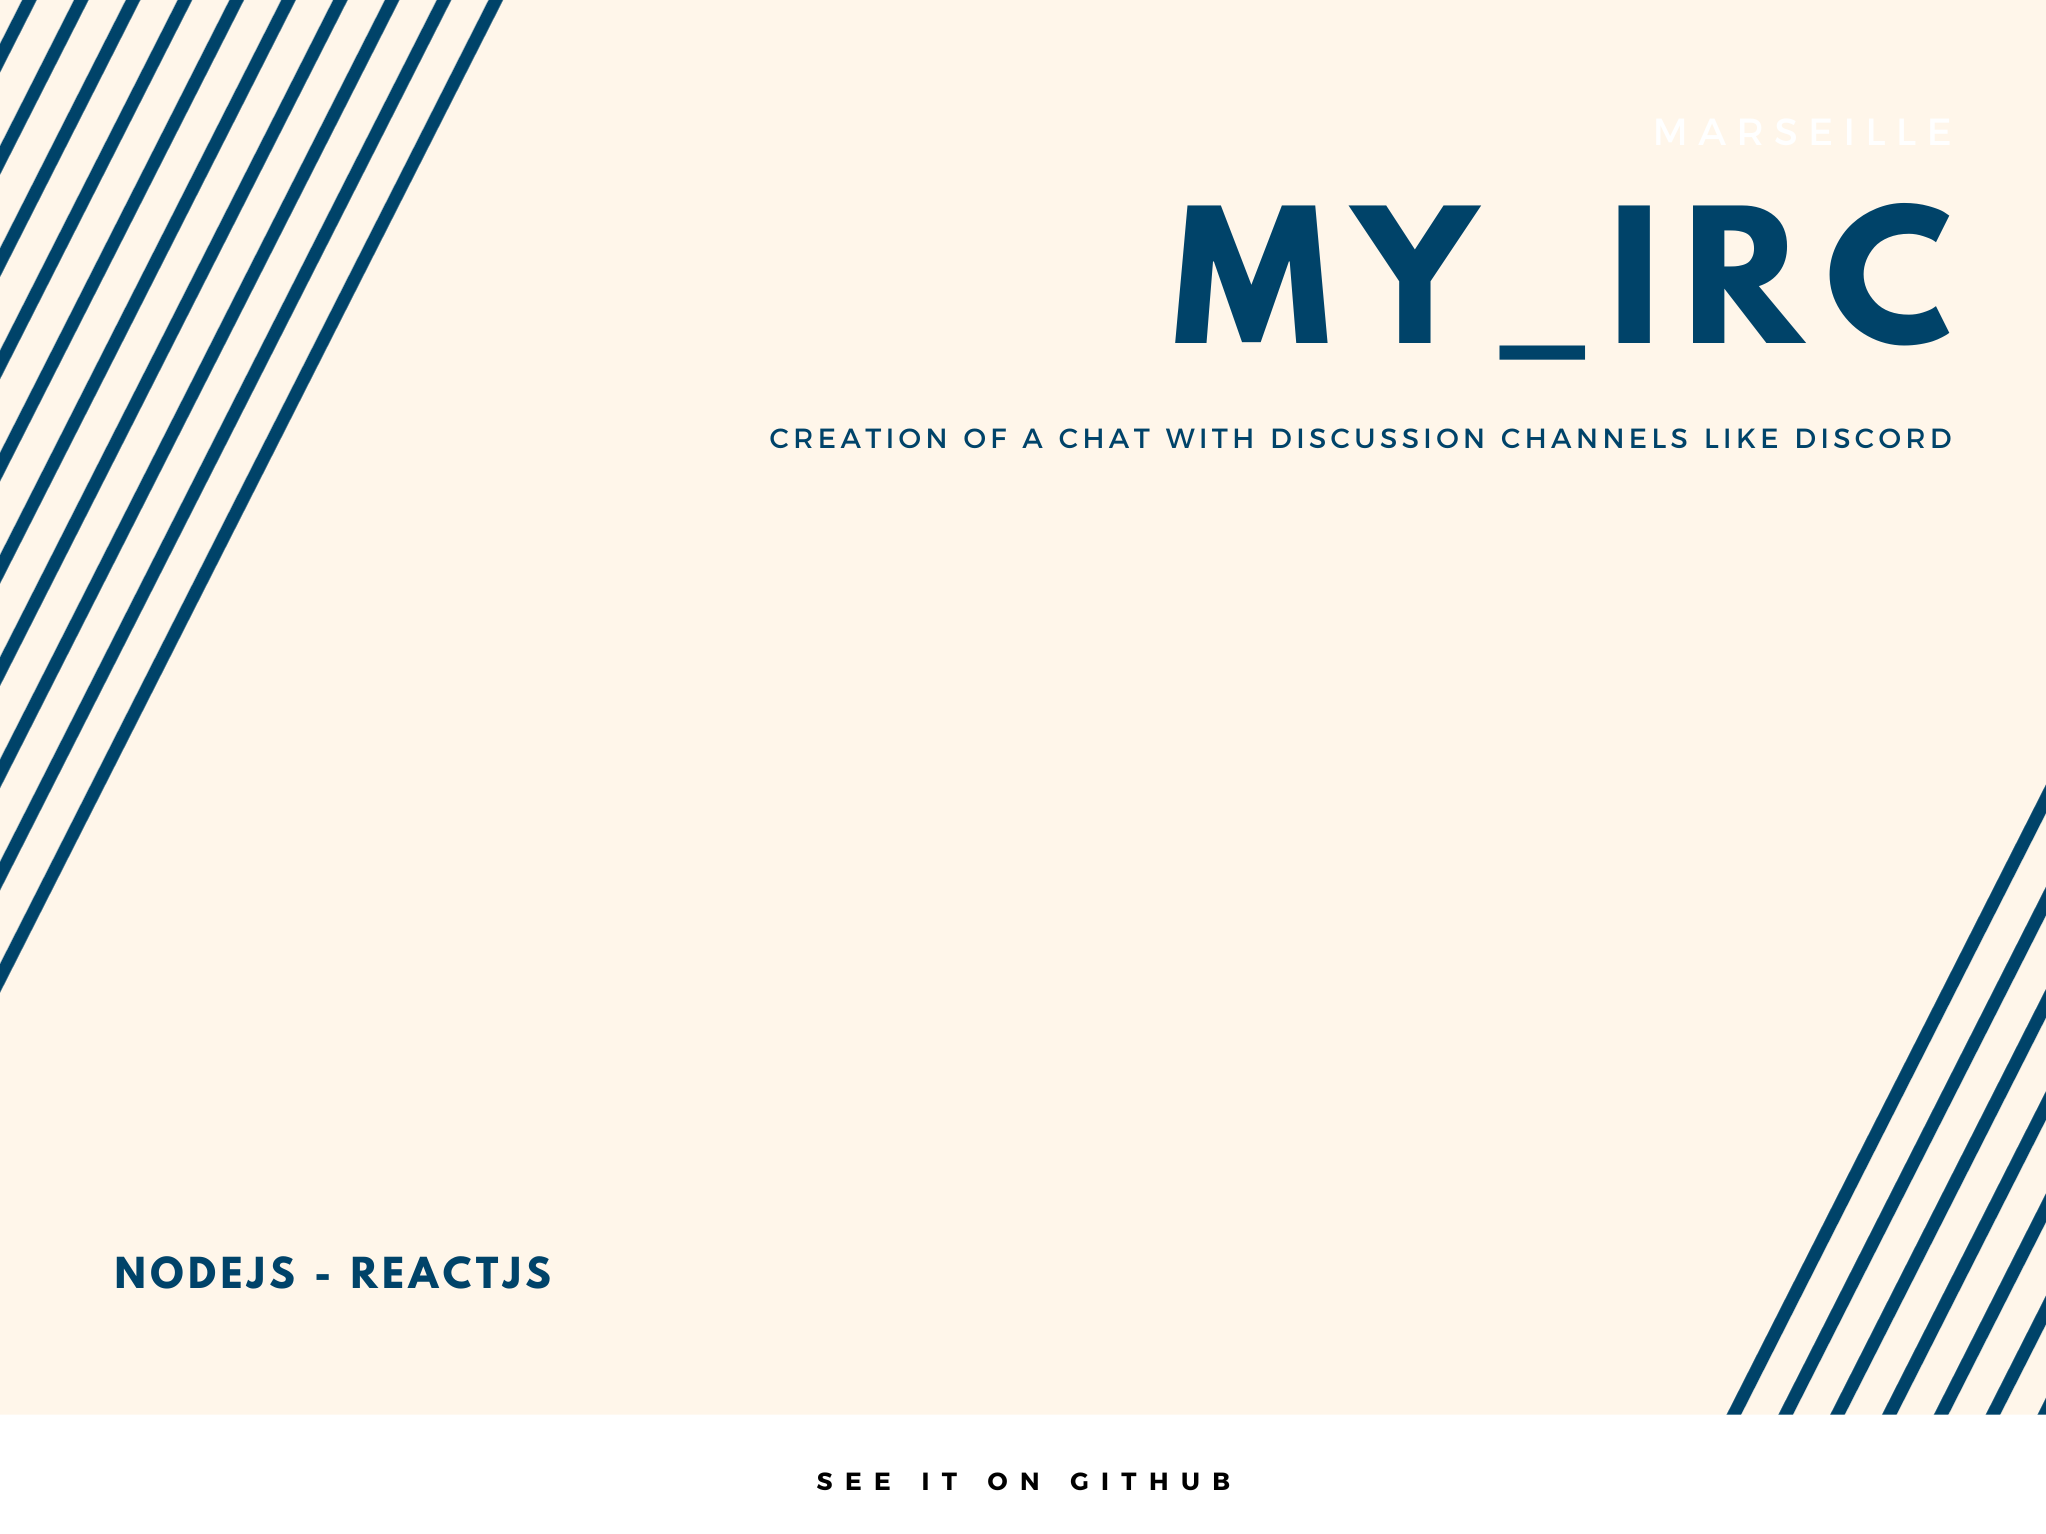 MARSEILLE
MY_IRC
CREATION OF A CHAT WITH DISCUSSION CHANNELS LIKE DISCORD
NODEJS - REACTJS
SEE IT ON GITHUB